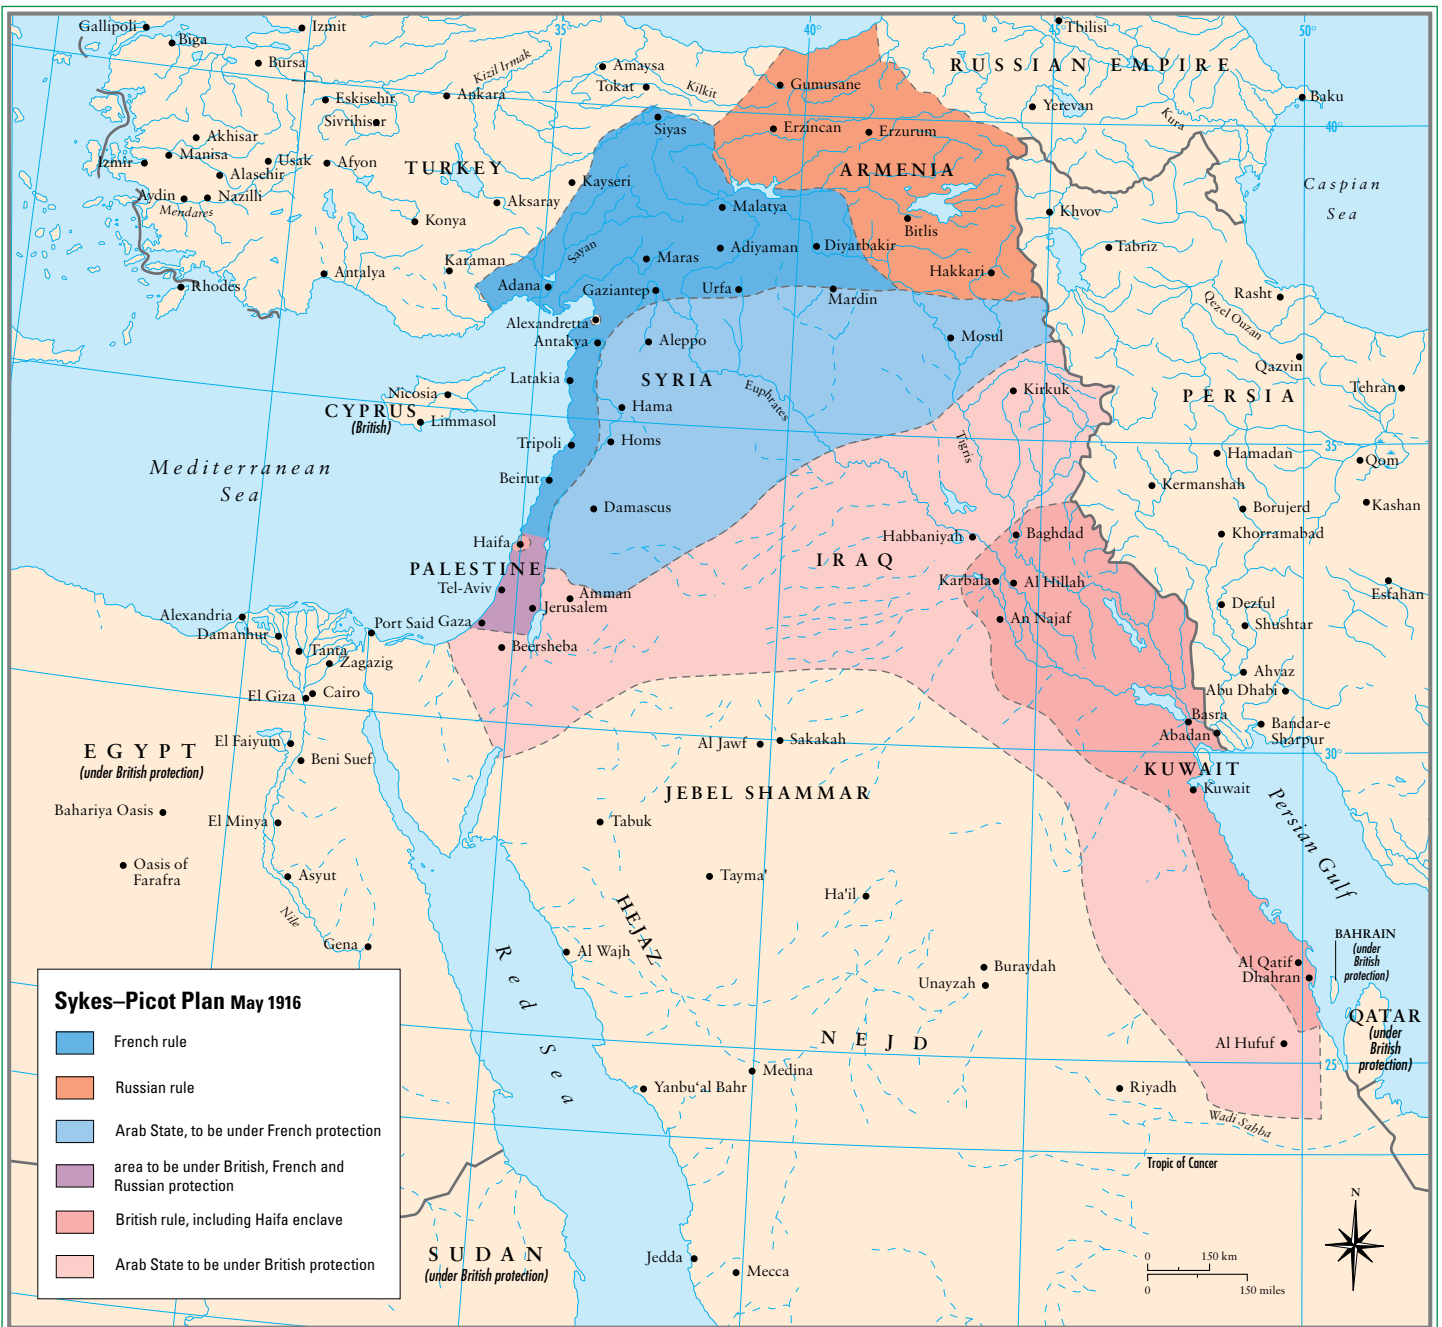 Gallipoli
Izmit
Biga
Bursa
35°
40°
45°
50°
Tbilisi
Kizil Irmak
Amaysa
Tokat
Kilkit
Gumusane
RUSSIAN EMPIRE
Eskisehir
Ankara
Yerevan
Baku
Sivrihisar
Siyas
Erzincan
Erzurum
Kura
40°
Akhisar
Izmir
Manisa
Usak
Afyon
TURKEY
Kayseri
ARMENIA
Alasehir
Caspian
Sea
Aydin
Nazilli
Mendares
Aksaray
Malatya
Khvov
Konya
Bitlis
Sayan
Adiyaman
Diyarbakir
Tabriz
Karaman
Maras
Antalya
Hakkari
Rhodes
Adana
Gaziantep
Urfa
Mardin
Rasht
Qezel Ouzan
Alexandretta
Antakya
Aleppo
Mosul
Qazvin
Latakia
SYRIA
Euphrates
Kirkuk
Tehran
Nicosia
CYPRUS
(British)
Limmasol
Hama
PERSIA
Tripoli
Homs
Tigris
35°
Hamadan
Qom
Mediterranean
Sea
Beirut
Kermanshah
Damascus
Borujerd
Kashan
Haifa
Habbaniyah
Baghdad
Khorramabad
PALESTINE
IRAQ
Tel-Aviv
Amman
Karbala
Al Hillah
Esfahan
Jerusalem
Dezful
Alexandria
Port Said
Gaza
An Najaf
Shushtar
Damanhur
Tanta
Beersheba
Zagazig
Ahvaz
El Giza
Cairo
Abu Dhabi
Basra
Bandar-e
Sharpur
El Faiyum
Al Jawf
Sakakah
Abadan
EGYPT
(under British protection)
Beni Suef
30°
KUWAIT
Kuwait
JEBEL SHAMMAR
Bahariya Oasis
El Minya
Tabuk
Persian Gulf
Oasis of
Farafra
Asyut
Tayma'
Ha'il
Nile
HEJAZ
Gena
Al Wajh
BAHRAIN
(under
British
protection)
Buraydah
Unayzah
Al Qatif
Dhahran
Red Sea
QATAR
(under
British
protection)
NEJD
Al Hufuf
25°
Medina
Yanbu‘al Bahr
Riyadh
Wadi Sahba
Tropic of Cancer
SUDAN
(under British protection)
Jedda
Mecca
N
0
150 km
0
150 miles
Sykes–Picot Plan May 1916
French rule
Russian rule
Arab State, to be under French protection
area to be under British, French and
Russian protection
British rule, including Haifa enclave
Arab State to be under British protection